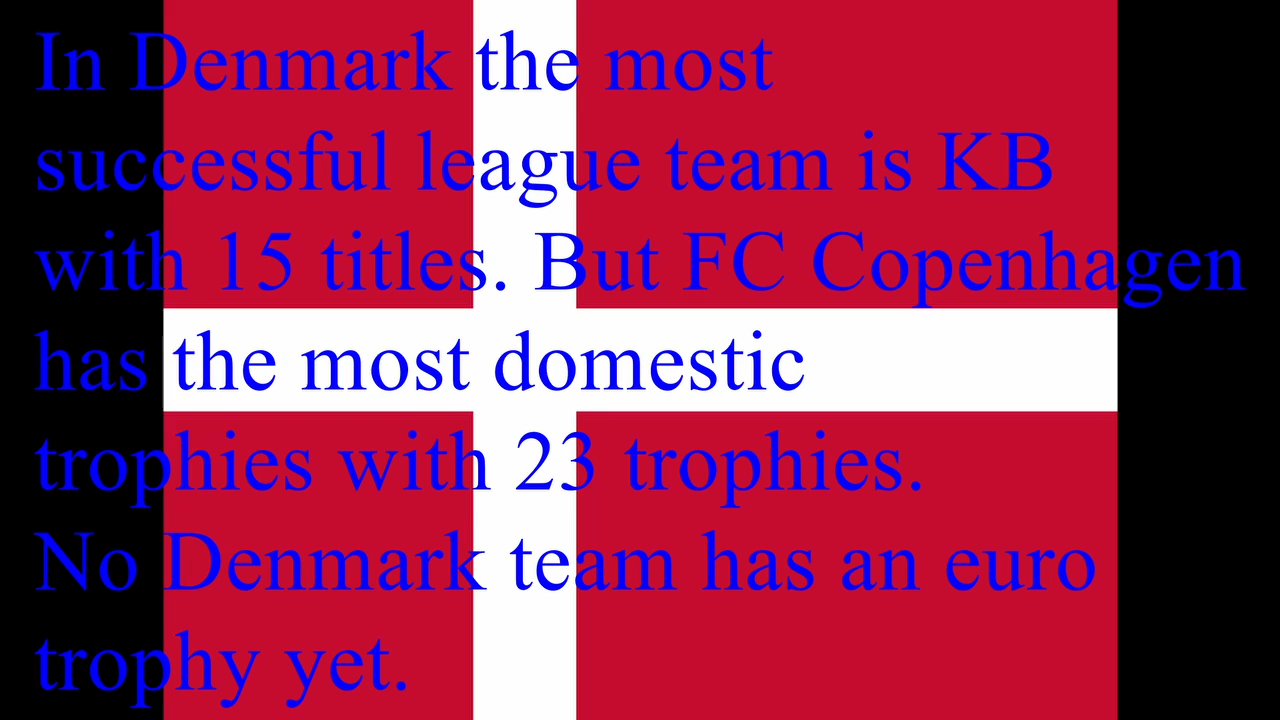 In Denmark the most
successful league team is KB
with 15 titles. But FC Copenhagen
has the most domestic
trophies with 23 trophies.
No Denmark team has an euro
trophy yet.